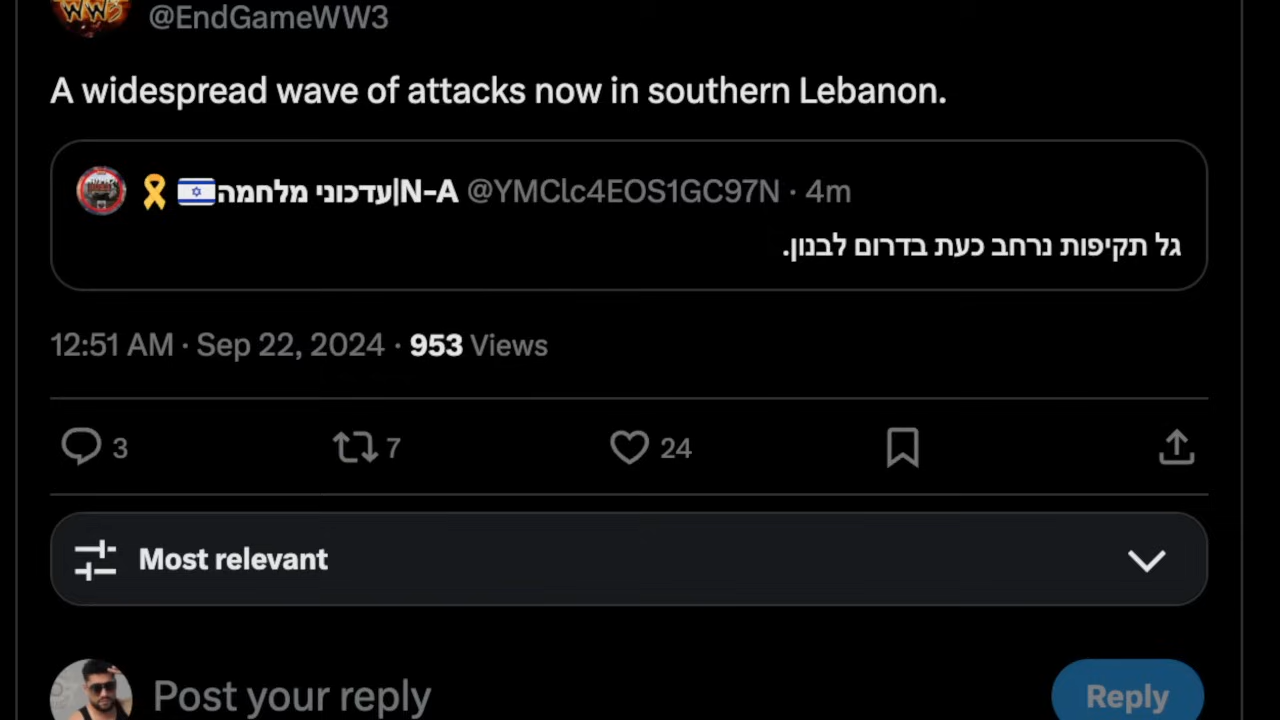 WW3
@EndGameWW3
A widespread wave of attacks now in southern Lebanon.
עדכוני מלחמה|N-A @YMClc4EOS1GC97N · 4m
גל תקיפות נרחב כעת בדרום לבנון.
12:51 AM · Sep 22, 2024 · 953 Views
3 7 24
Most relevant
Post your reply
Reply